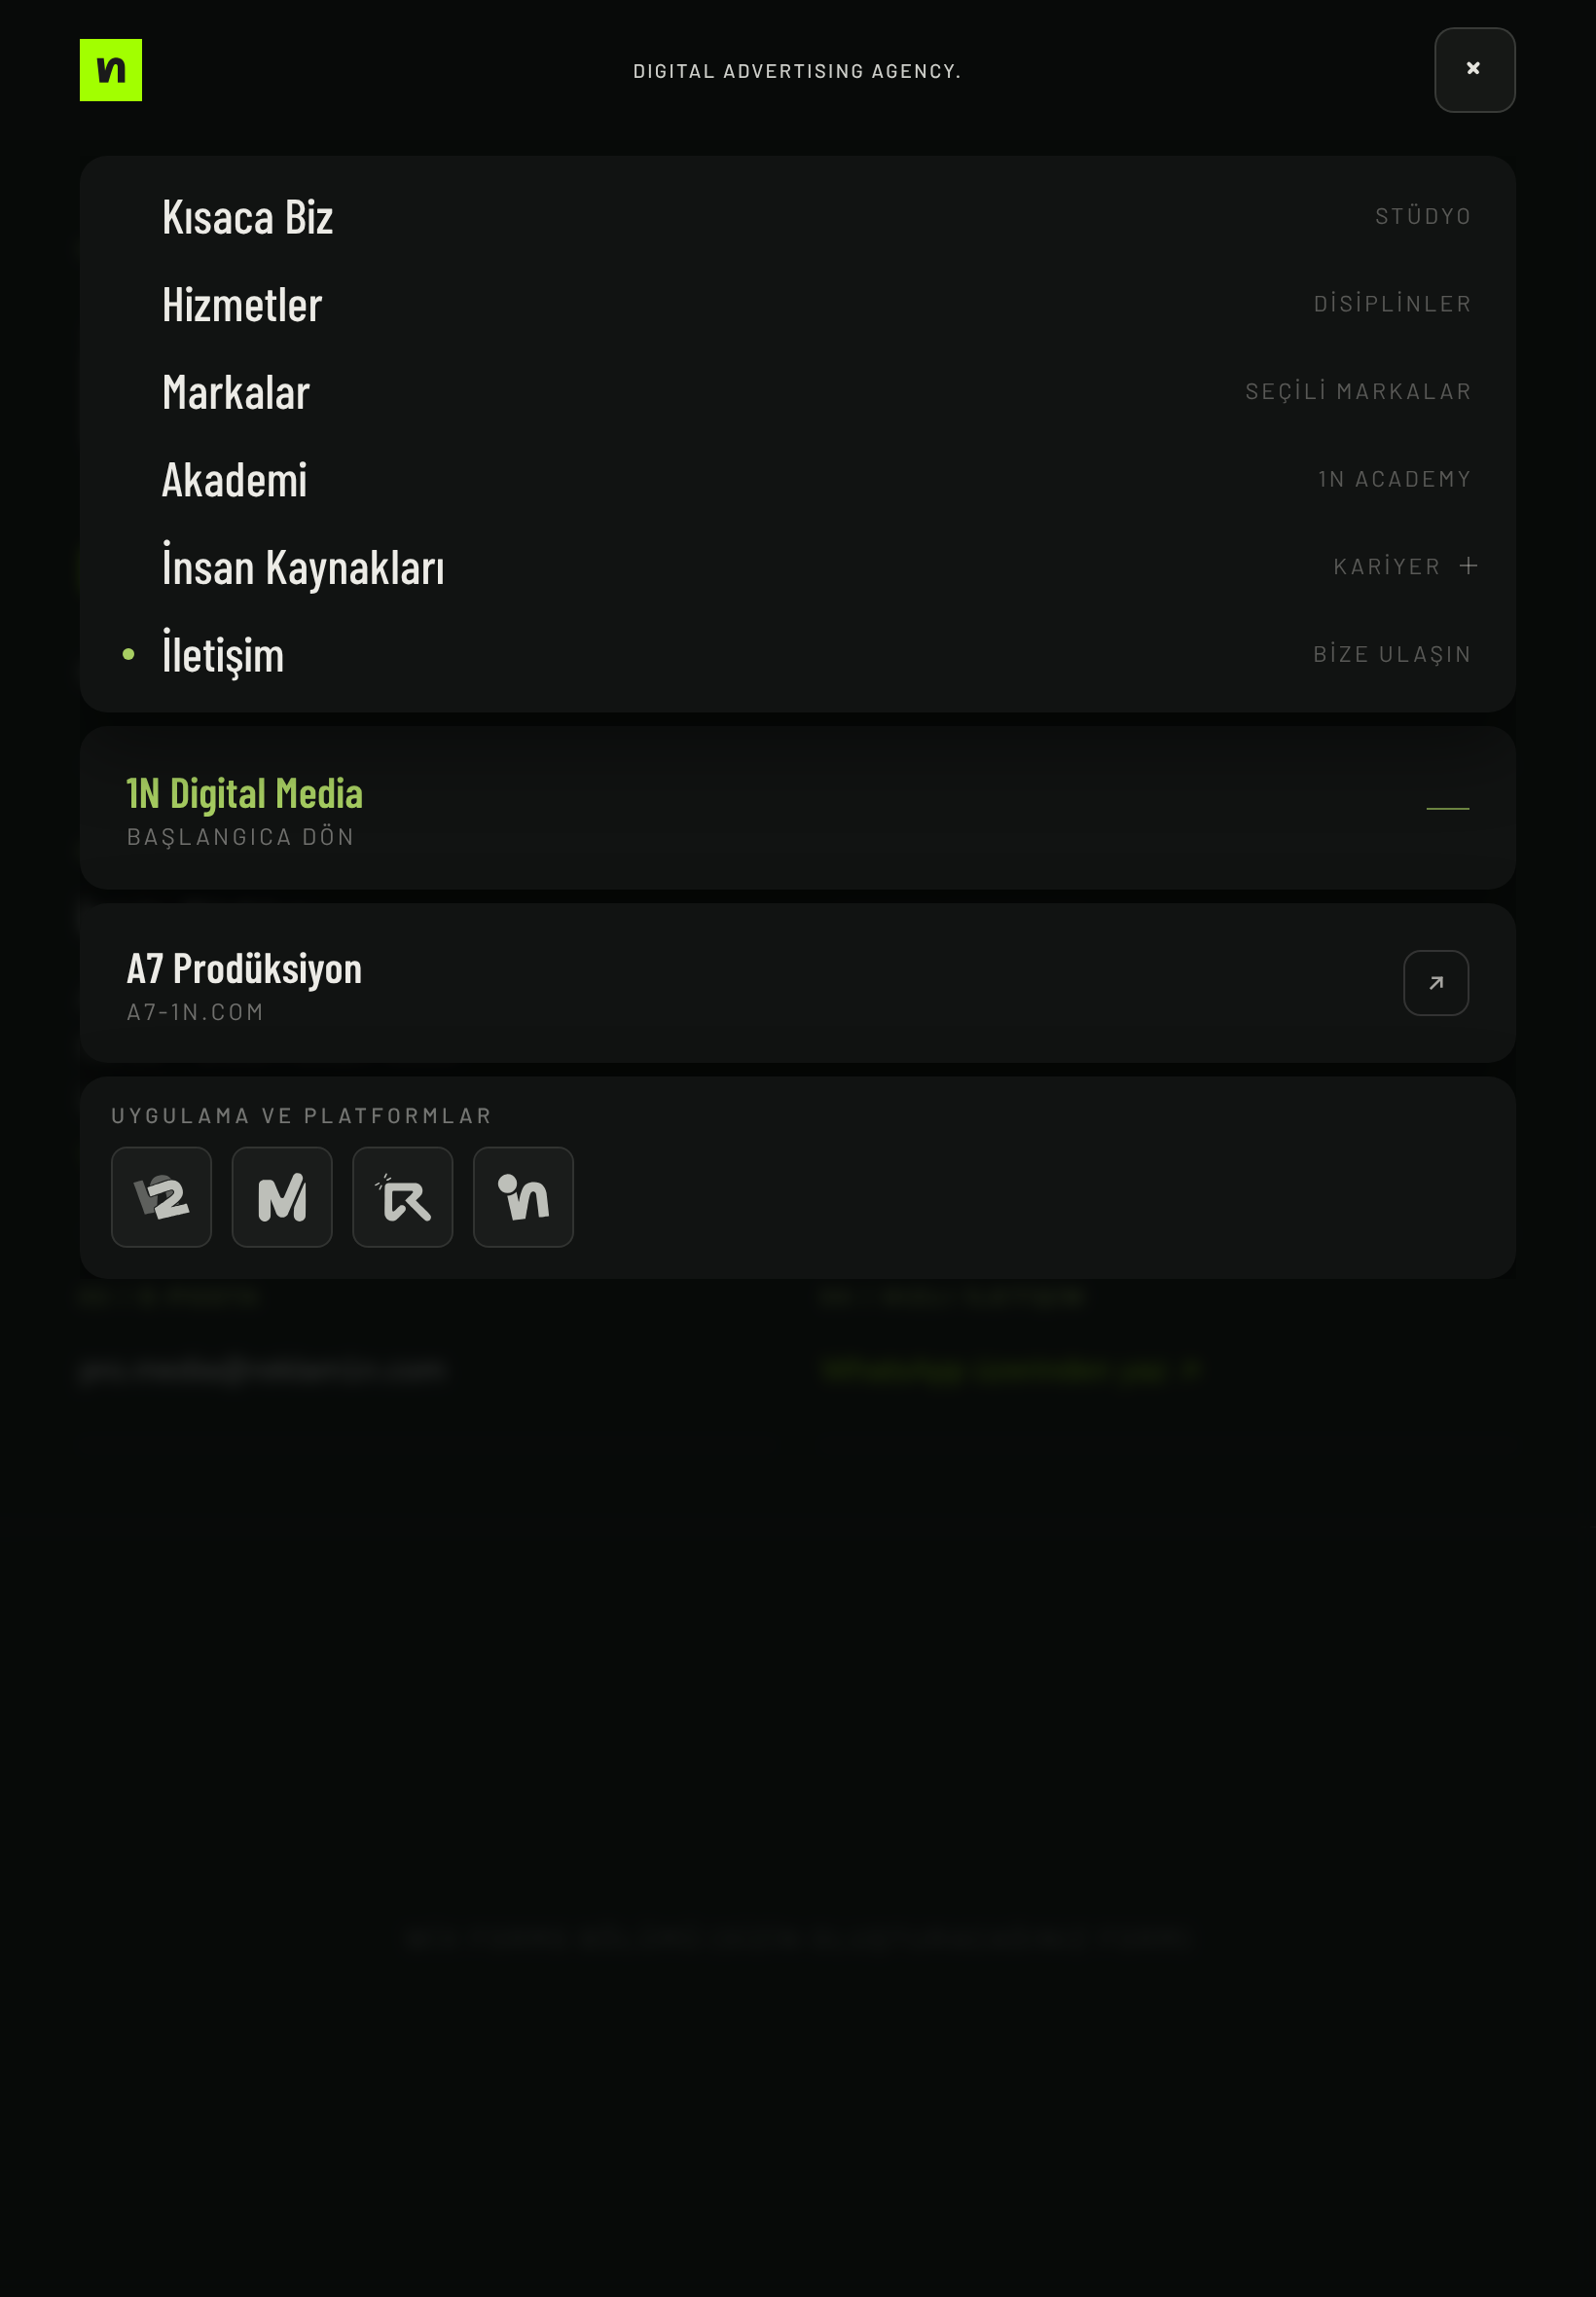 n
DIGITAL ADVERTISING AGENCY.
Kısaca Biz
STÜDYO
Hizmetler
DİSİPLİNLER
Markalar
SEÇİLİ MARKALAR
Akademi
1N ACADEMY
İnsan Kaynakları
KARİYER +
İletişim
BİZE ULAŞIN
1N Digital Media
BAŞLANGICA DÖN
A7 Prodüksiyon
A7-1N.COM
UYGULAMA VE PLATFORMLAR